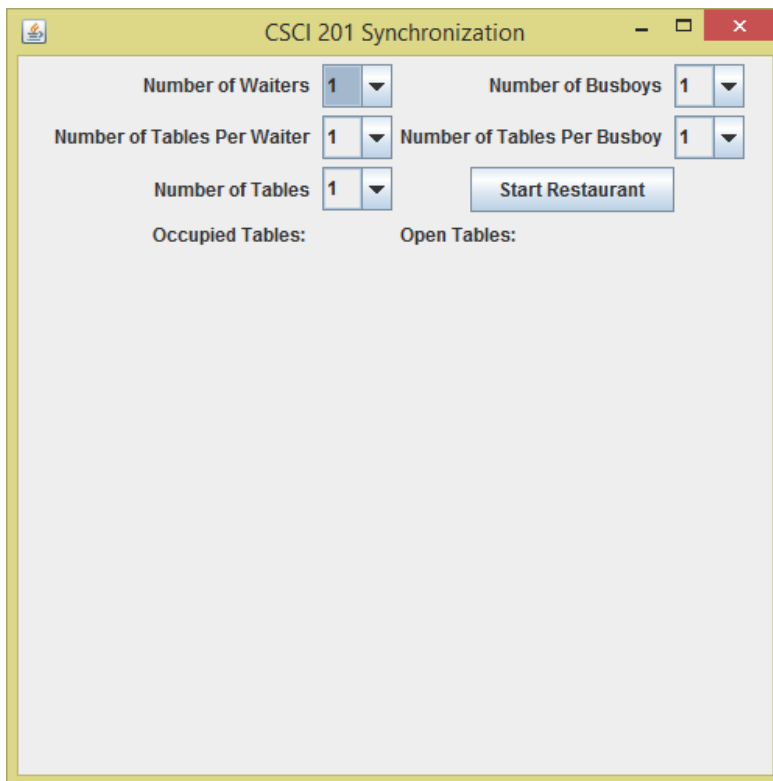 CSCI 201 Synchronization
Number of Waiters 1 Number of Busboys 1
Number of Tables Per Waiter 1 Number of Tables Per Busboy 1
Number of Tables 1 Start Restaurant
Occupied Tables: Open Tables: